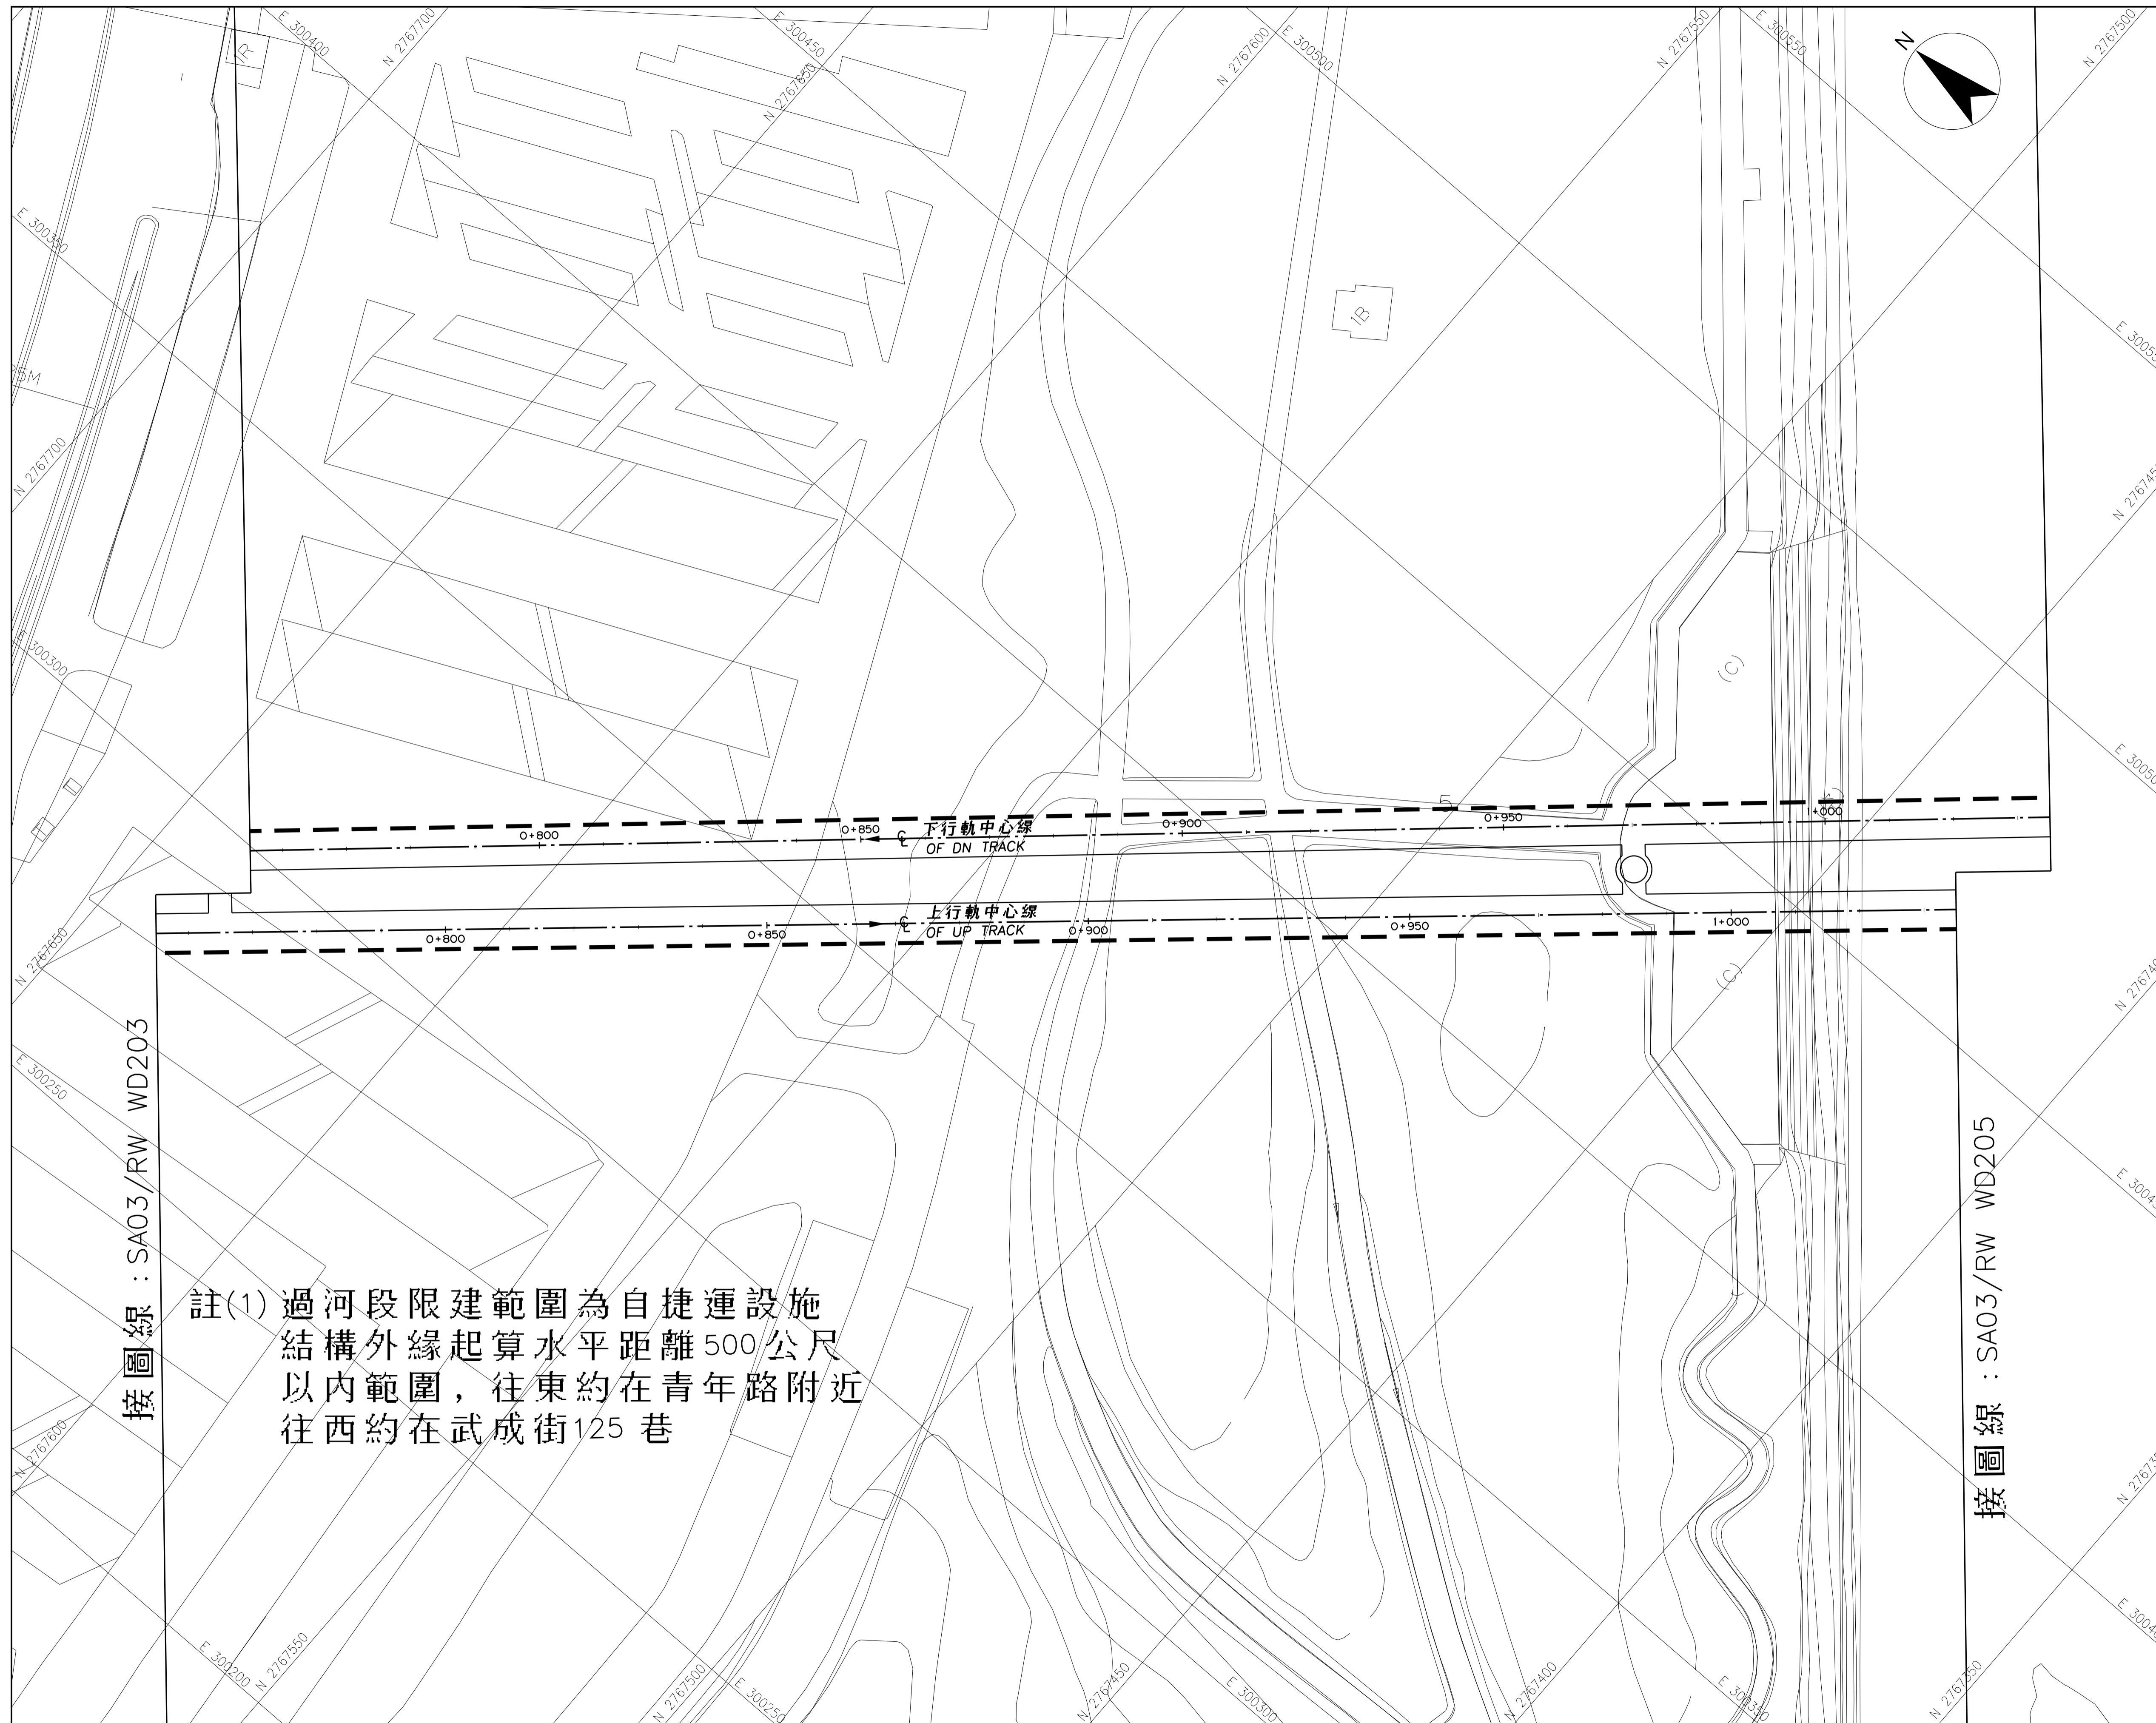 E 300400
N 2767700
E 300450
N 2767650
N 2767600
E 300500
N 2767550
E 300550
N 2767500
N
1R
E 300350
1B
N 2767700
E 300300
(C)
5
0+800
0+850
下行軌中心線
OF DN TRACK
0+900
0+950
1+000
上行軌中心線
OF UP TRACK
0+800
0+850
0+900
0+950
1+000
(C)
N 2767650
E 300250
接圖線:SA03/RW WD203
接圖線:SA03/RW WD205
註(1) 過河段限建範圍為自捷運設施
結構外緣起算水平距離500公尺
以內範圍,往東約在青年路附近
往西約在武成街125 巷
N 2767600
E 300200
N 2767550
N 2767500
E 300250
N 2767450
E 300300
N 2767400
E 300350
N 2767350